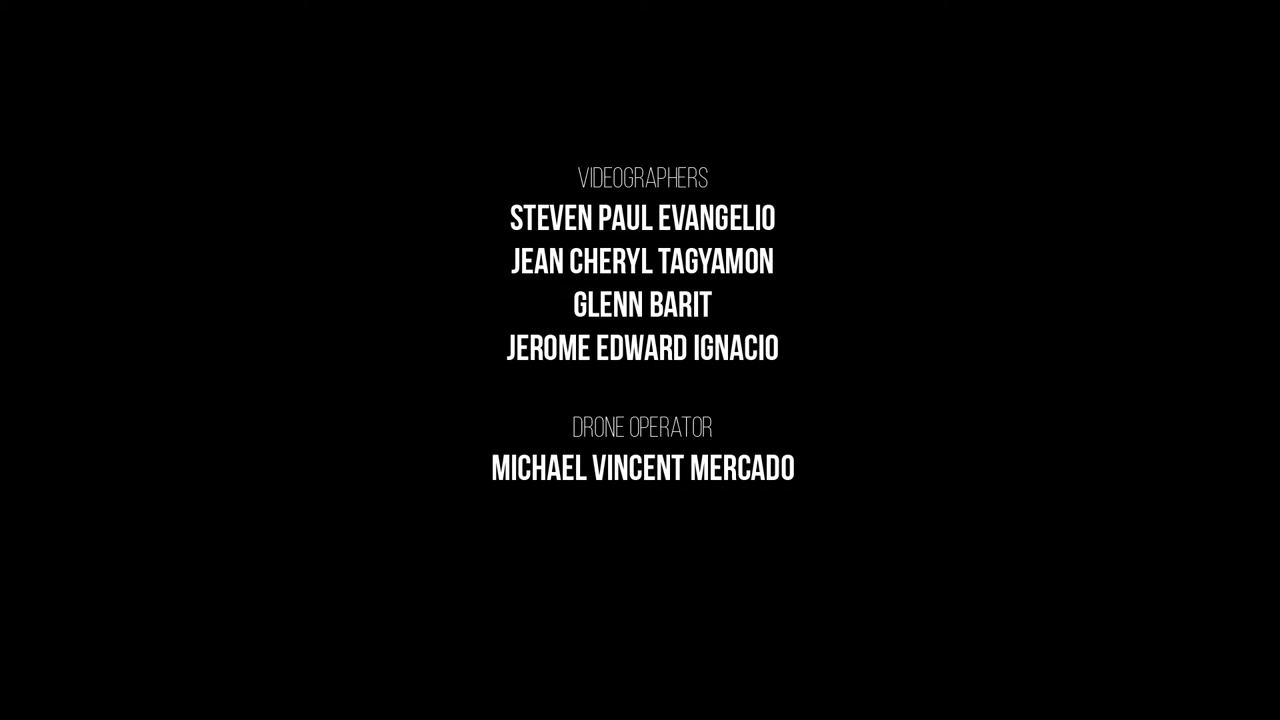 VIDEOGRAPHERS
STEVEN PAUL EVANGELIO
JEAN CHERYL TAGYAMON
GLENN BARIT
JEROME EDWARD IGNACIO
DRONE OPERATOR
MICHAEL VINCENT MERCADO